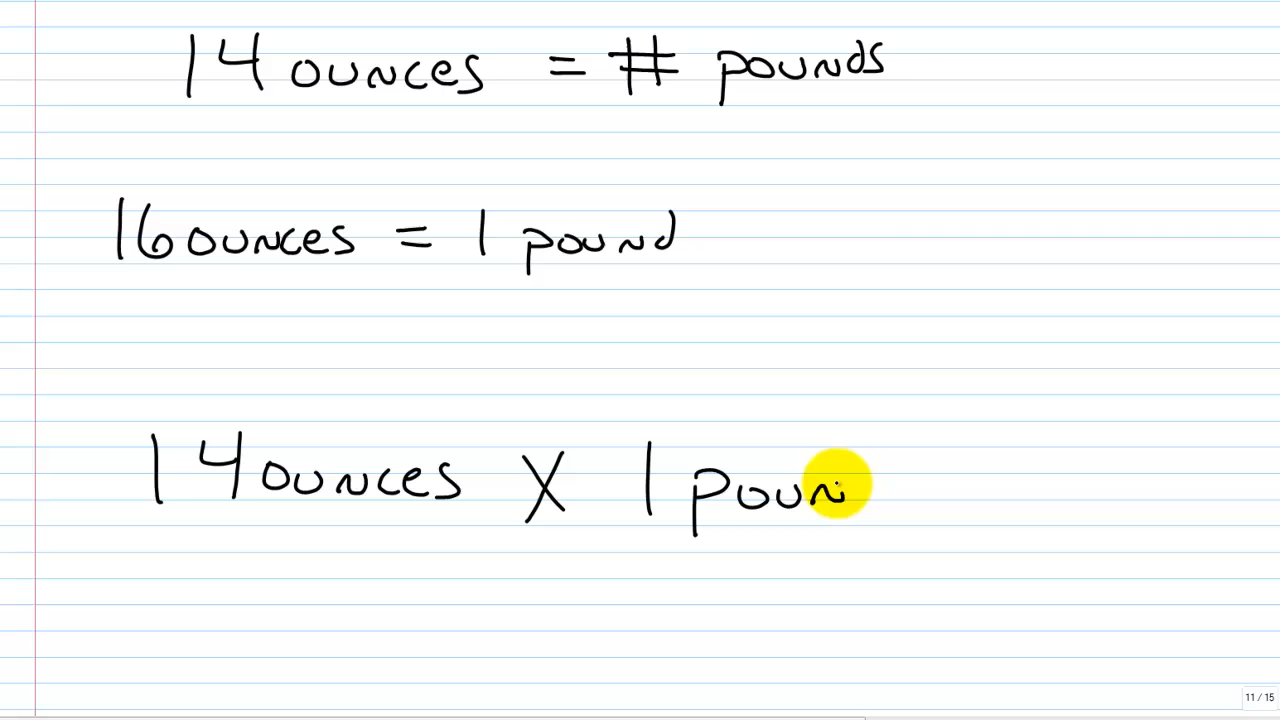 14 ounces = # pounds
16 ounces = 1 pound
14 ounces X 1 poun
11 / 15